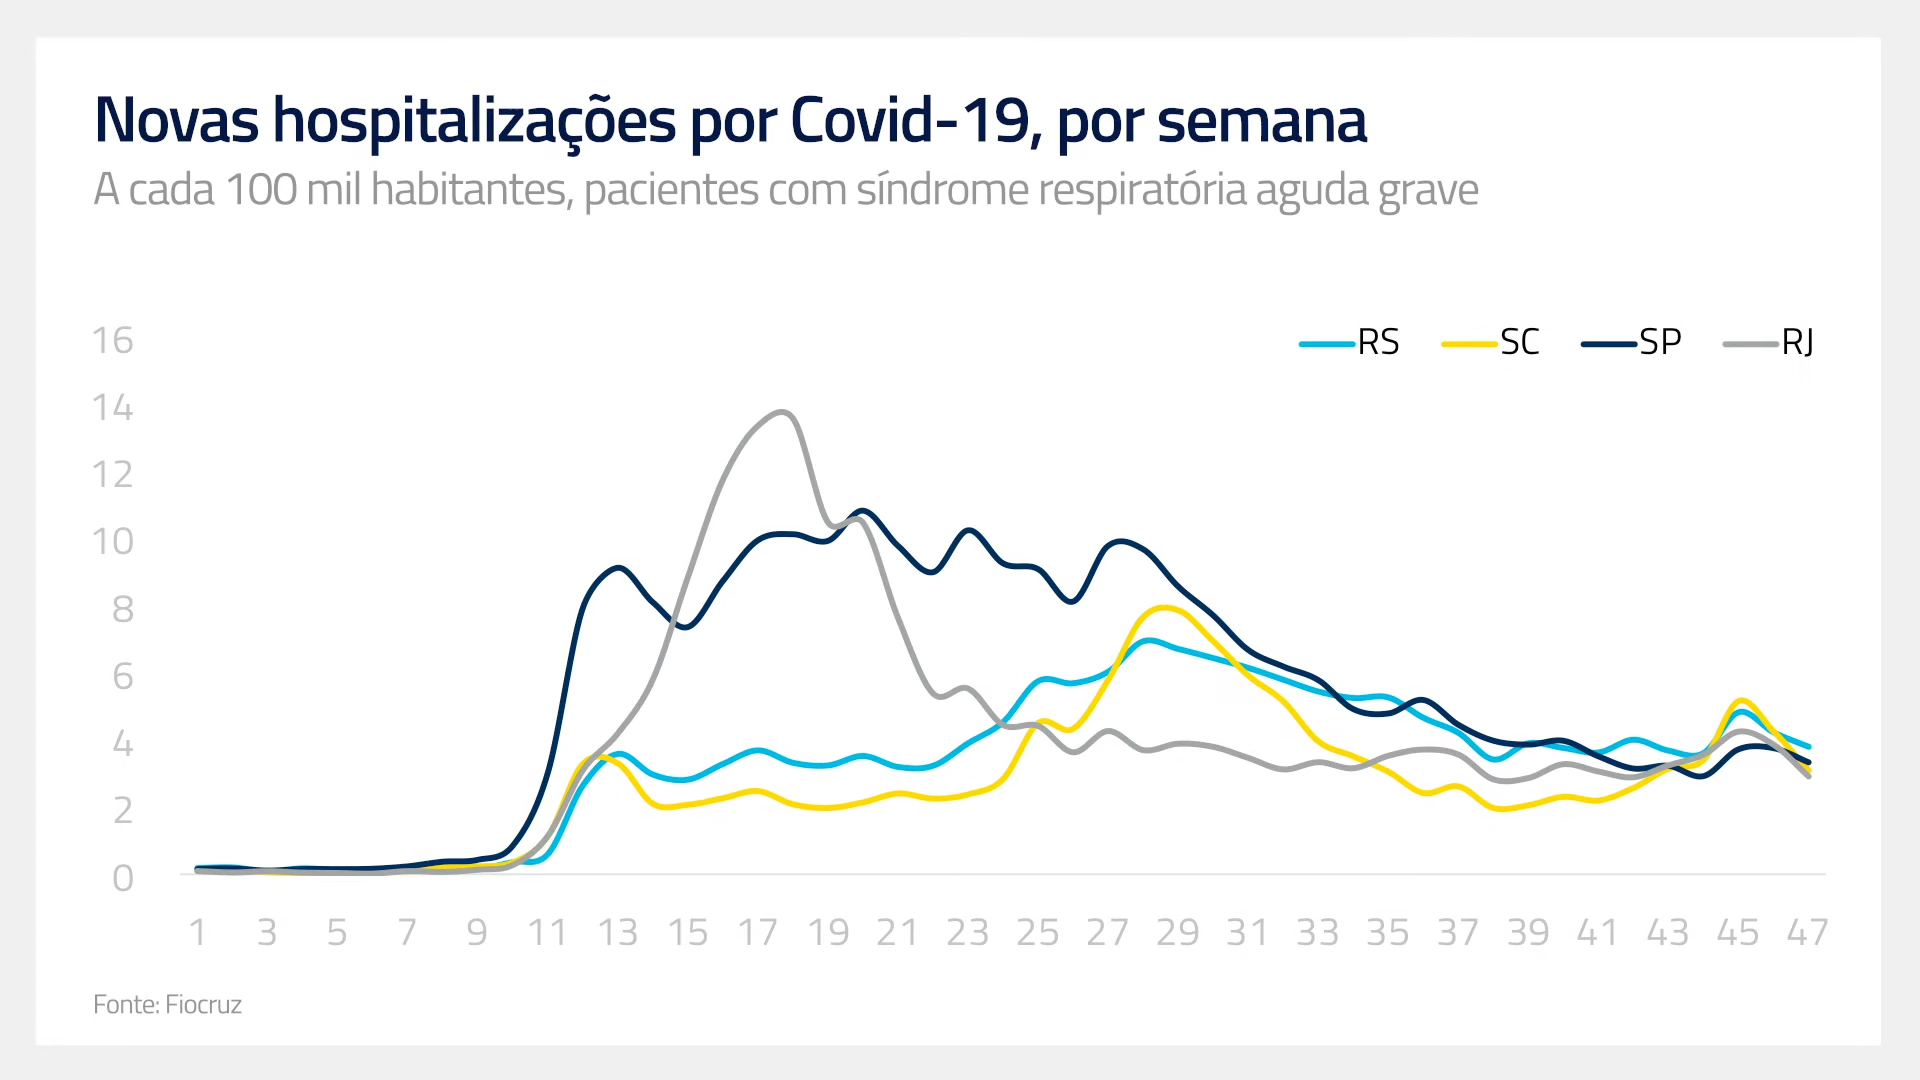 Novas hospitalizações por Covid-19, por semana
A cada 100 mil habitantes, pacientes com síndrome respiratória aguda grave
RS SC SP RJ
16
14
12
10
8
6
4
2
0
1 3 5 7 9 11 13 15 17 19 21 23 25 27 29 31 33 35 37 39 41 43 45 47
Fonte: Fiocruz